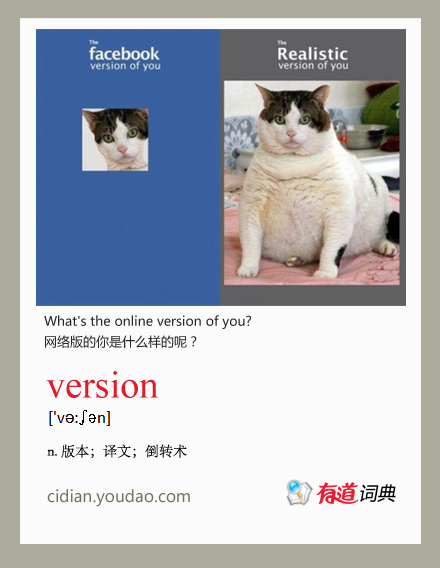 The
facebook
version of you
The
Realistic
version of you
What's the online version of you?
网络版的你是什么样的呢？
version
['və:ʃən]
n. 版本；译文；倒转术
cidian.youdao.com
有道词典